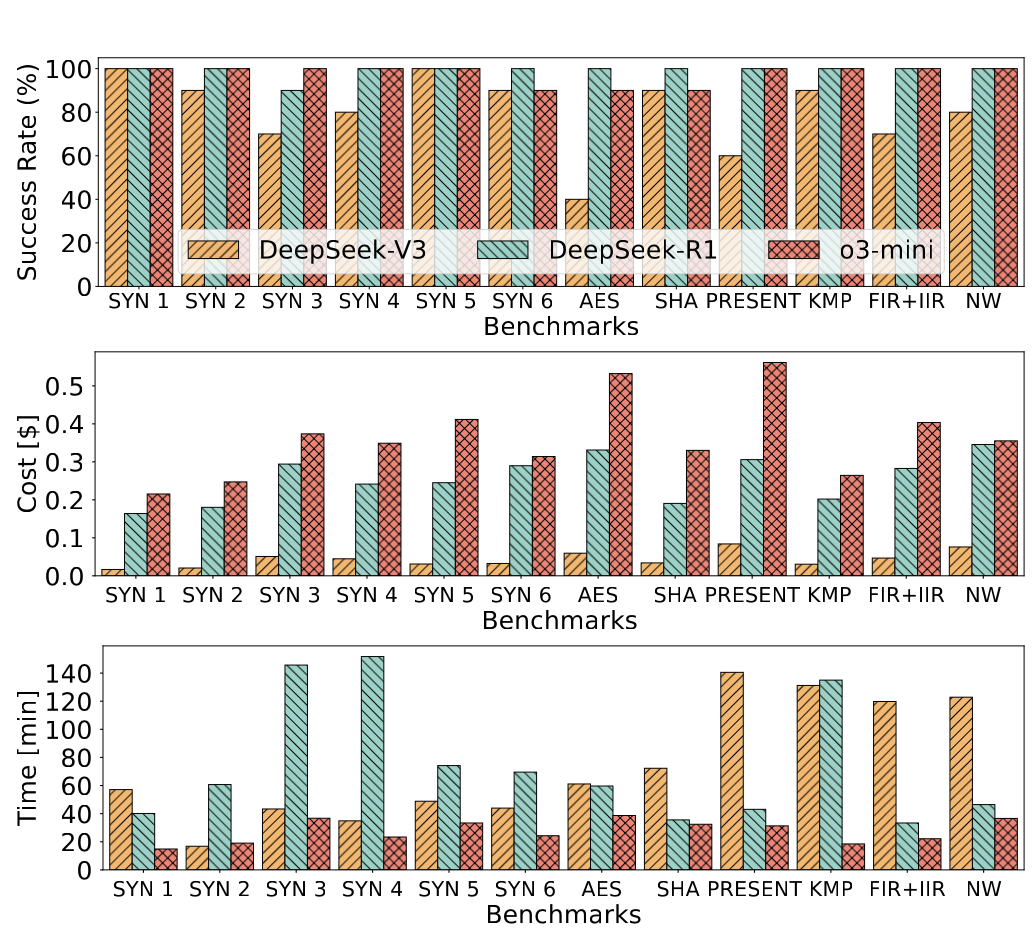 Success Rate (%)
100
80
60
40
20
0
DeepSeek-V3 DeepSeek-R1 o3-mini
SYN 1 SYN 2 SYN 3 SYN 4 SYN 5 SYN 6 AES SHA PRESENT KMP FIR+IIR NW
Benchmarks
Cost [$]
0.5
0.4
0.3
0.2
0.1
0.0
SYN 1 SYN 2 SYN 3 SYN 4 SYN 5 SYN 6 AES SHA PRESENT KMP FIR+IIR NW
Benchmarks
Time [min]
140
120
100
80
60
40
20
0
SYN 1 SYN 2 SYN 3 SYN 4 SYN 5 SYN 6 AES SHA PRESENT KMP FIR+IIR NW
Benchmarks